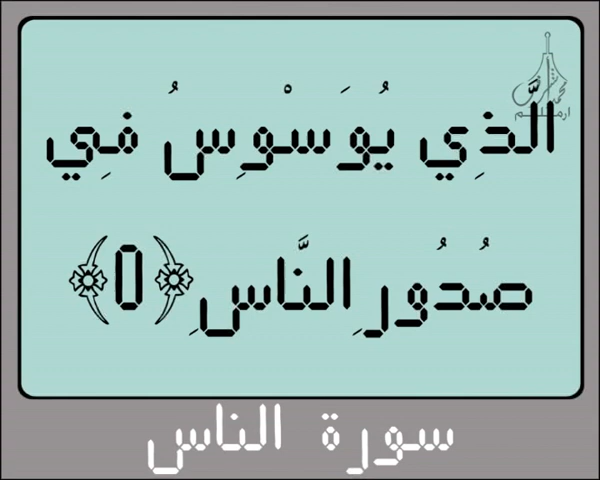 الَّذِي يُوَسْوِسُ فِي
صُدُورِ النَّاسِ ﴿٥﴾
سورة الناس